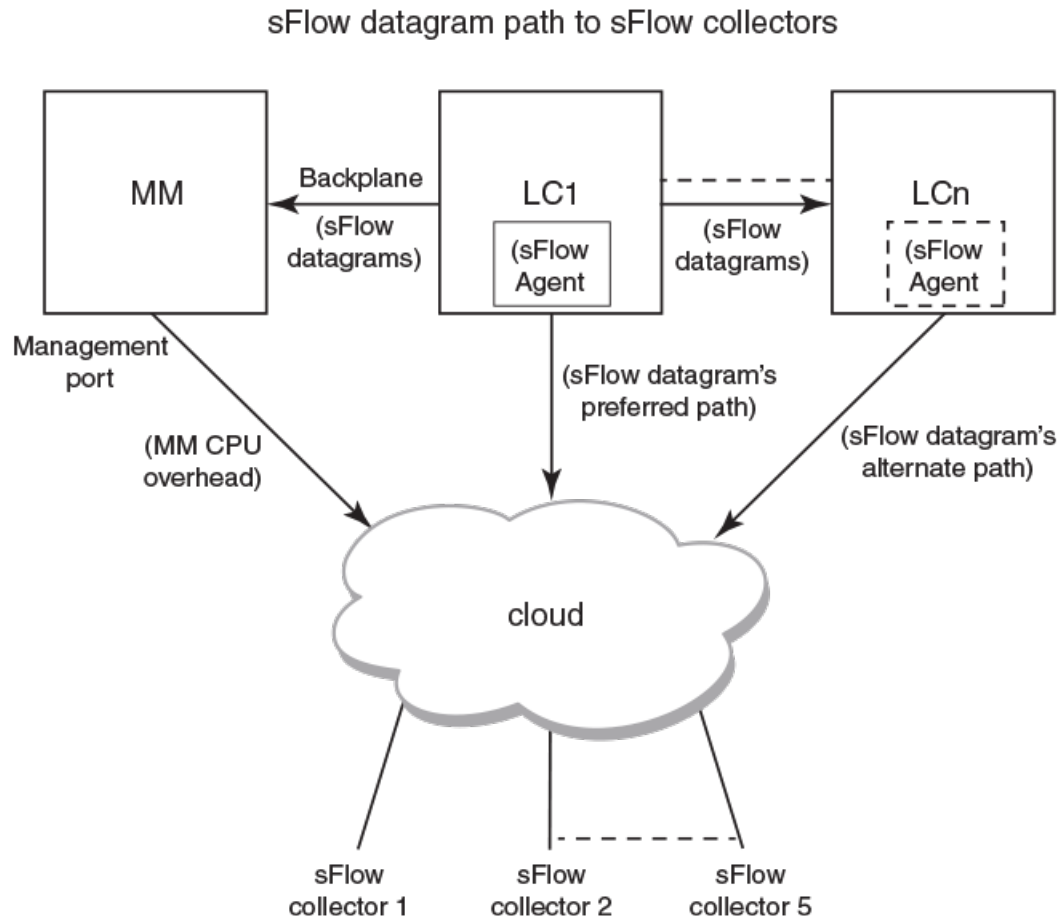 sFlow datagram path to sFlow collectors
MM
Backplane
(sFlow
datagrams)
LC1
(sFlow
Agent
(sFlow
datagrams)
LCn
(sFlow
Agent
Management
port
(MM CPU
overhead)
(sFlow datagram's
preferred path)
(sFlow datagram's
alternate path)
cloud
sFlow
collector 1
sFlow
collector 2
sFlow
collector 5